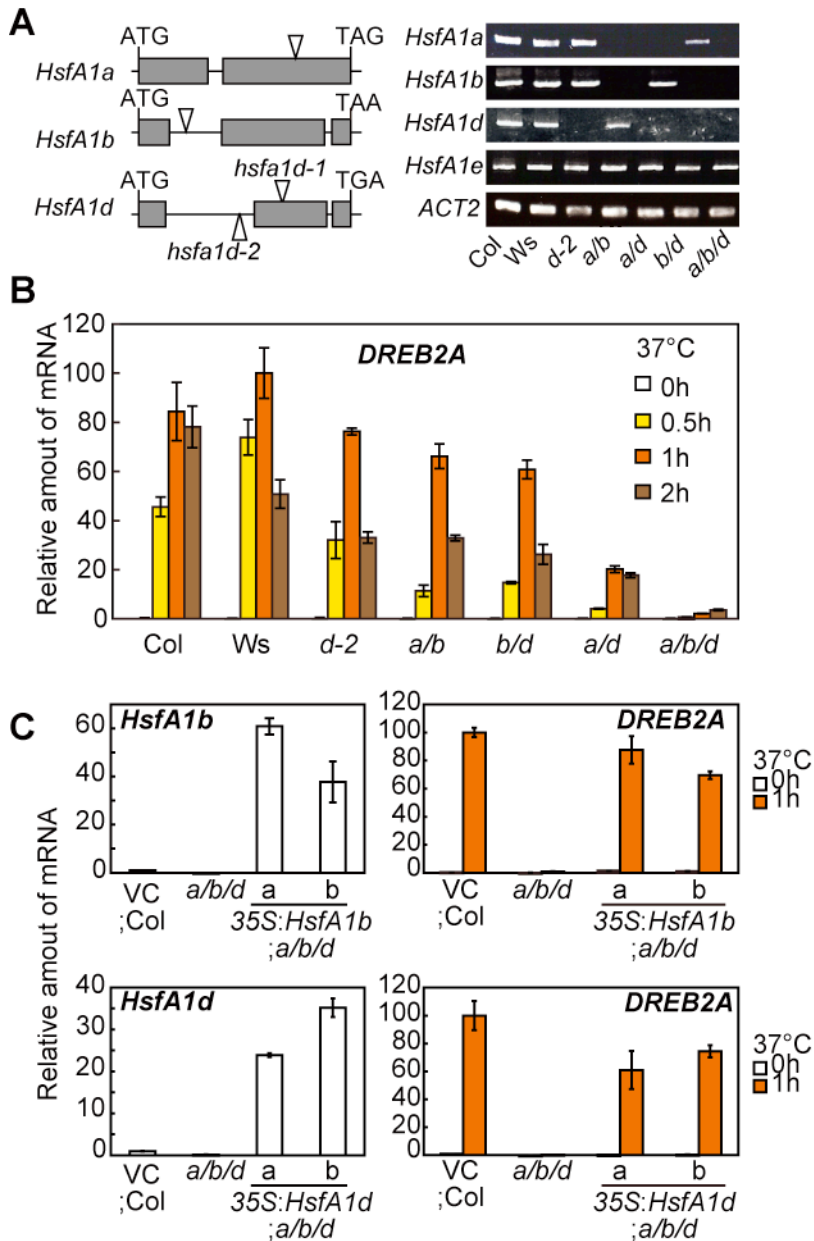 A
ATG TAG
HsfA1a
ATG
TAA
HsfA1b
hsfa1d-1
ATG TGA
HsfA1d
hsfa1d-2
HsfA1a
HsfA1b
HsfA1d
HsfA1e
ACT2
Col Ws d-2 a/b a/d b/d a/b/d
B
Relative amout of mRNA
120
100
80
60
40
20
0
DREB2A
37°C
0h
0.5h
1h
2h
Col Ws d-2 a/b b/d a/d a/b/d
C
Relative amout of mRNA
HsfA1b
60
40
20
0
VC a/b/d a b
;Col 35S:HsfA1b
;a/b/d
DREB2A
120
100
80
60
40
20
0
37°C
0h
1h
VC a/b/d a b
;Col 35S:HsfA1b
;a/b/d
HsfA1d
40
30
20
10
0
VC a/b/d a b
;Col 35S:HsfA1d
;a/b/d
DREB2A
120
100
80
60
40
20
0
37°C
0h
1h
VC a/b/d a b
;Col 35S:HsfA1d
;a/b/d